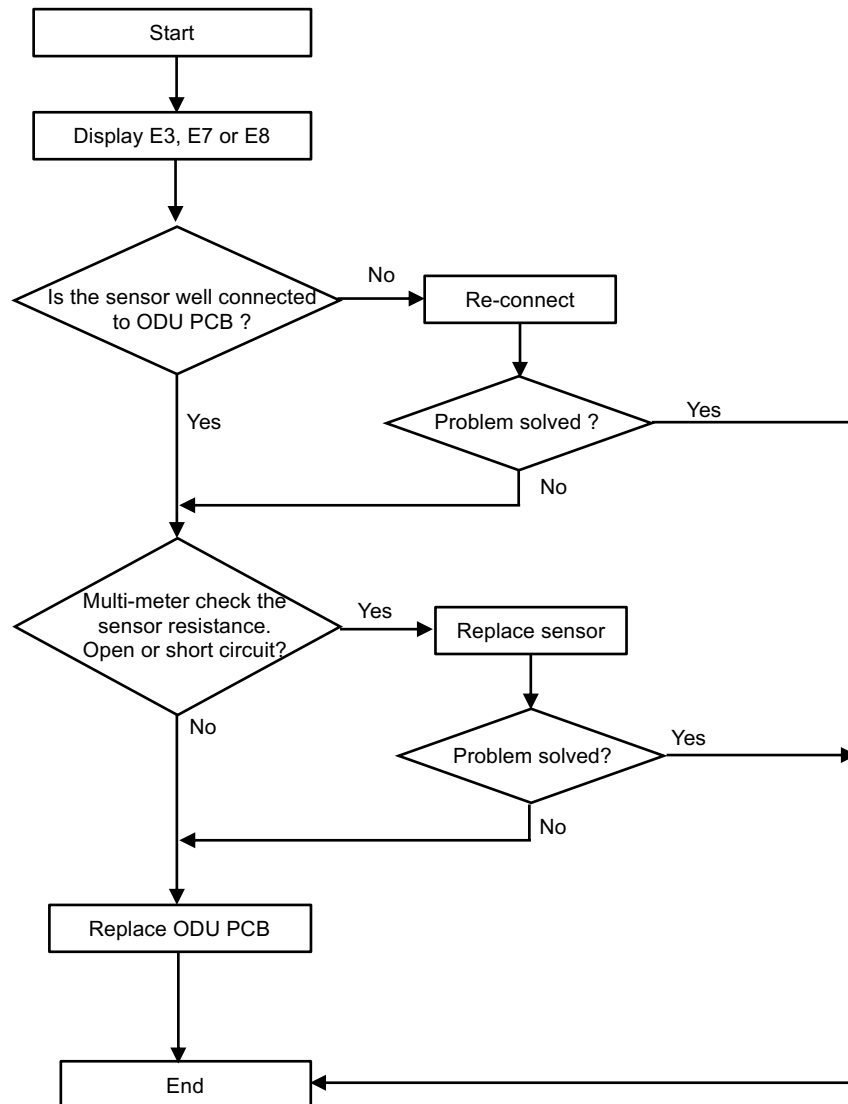 Start
Display E3, E7 or E8
Is the sensor well connected
to ODU PCB ?
No
Re-connect
Yes
Problem solved ?
Yes
No
Multi-meter check the
sensor resistance.
Open or short circuit?
Yes
Replace sensor
No
Problem solved?
Yes
No
Replace ODU PCB
End